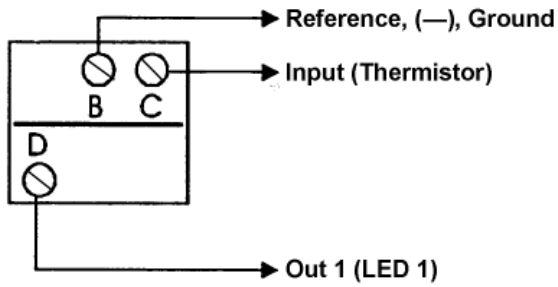 Reference, (—), Ground
Input (Thermistor)
B C
D
Out 1 (LED 1)